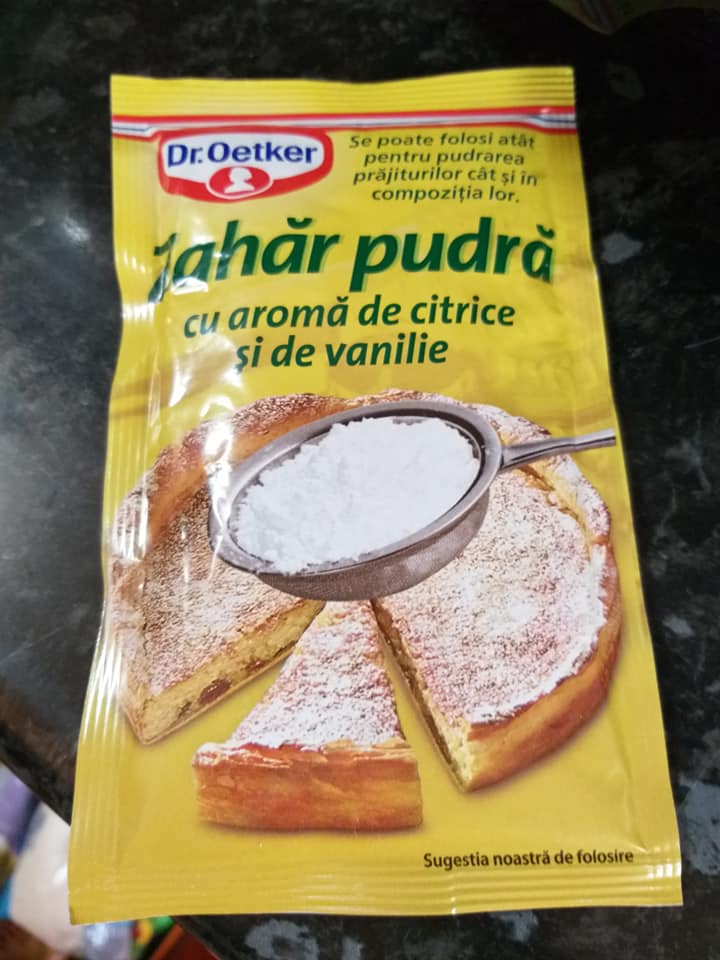 Dr.Oetker
Se poate folosi atât
pentru pudrarea
prăjiturilor cât și în
compoziția lor.
Zahăr pudră
cu aromă de citrice
și de vanilie
Sugestia noastră de folosire